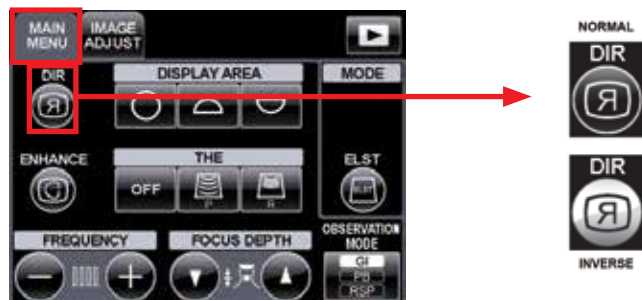 MAIN MENU
IMAGE ADJUST
DIR
DISPLAY AREA
MODE
Я
ENHANCE
THE
ELST
OFF
P
R
ELST
FREQUENCY
FOCUS DEPTH
OBSERVATION MODE
GI
PB
RSP
NORMAL
DIR
Я
DIR
Я
INVERSE